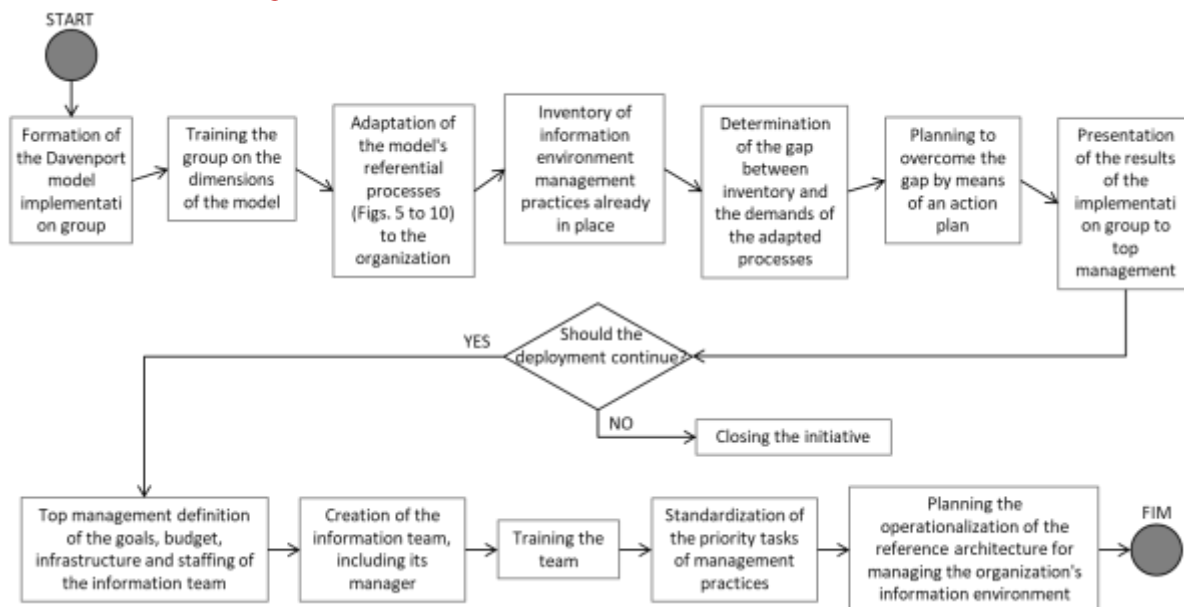 START
Formation of
the Davenport
model
implementati
on group
Training the
group on the
dimensions
of the model
Adaptation of
the model's
referential
processes
(Figs. 5 to 10)
to the
organization
Inventory of
information
environment
management
practices already
in place
Determination
of the gap
between
inventory and
the demands of
the adapted
processes
Planning to
overcome the
gap by means
of an action
plan
Presentation
of the results
of the
implementati
on group to
top
management
Should the
deployment continue?
YES
NO
Closing the initiative
Top management definition
of the goals, budget,
infrastructure and staffing of
the information team
Creation of the
information team,
including its
manager
Training the
team
Standardization of
the priority tasks
of management
practices
Planning the
operationalization of the
reference architecture for
managing the organization's
information environment
FIM